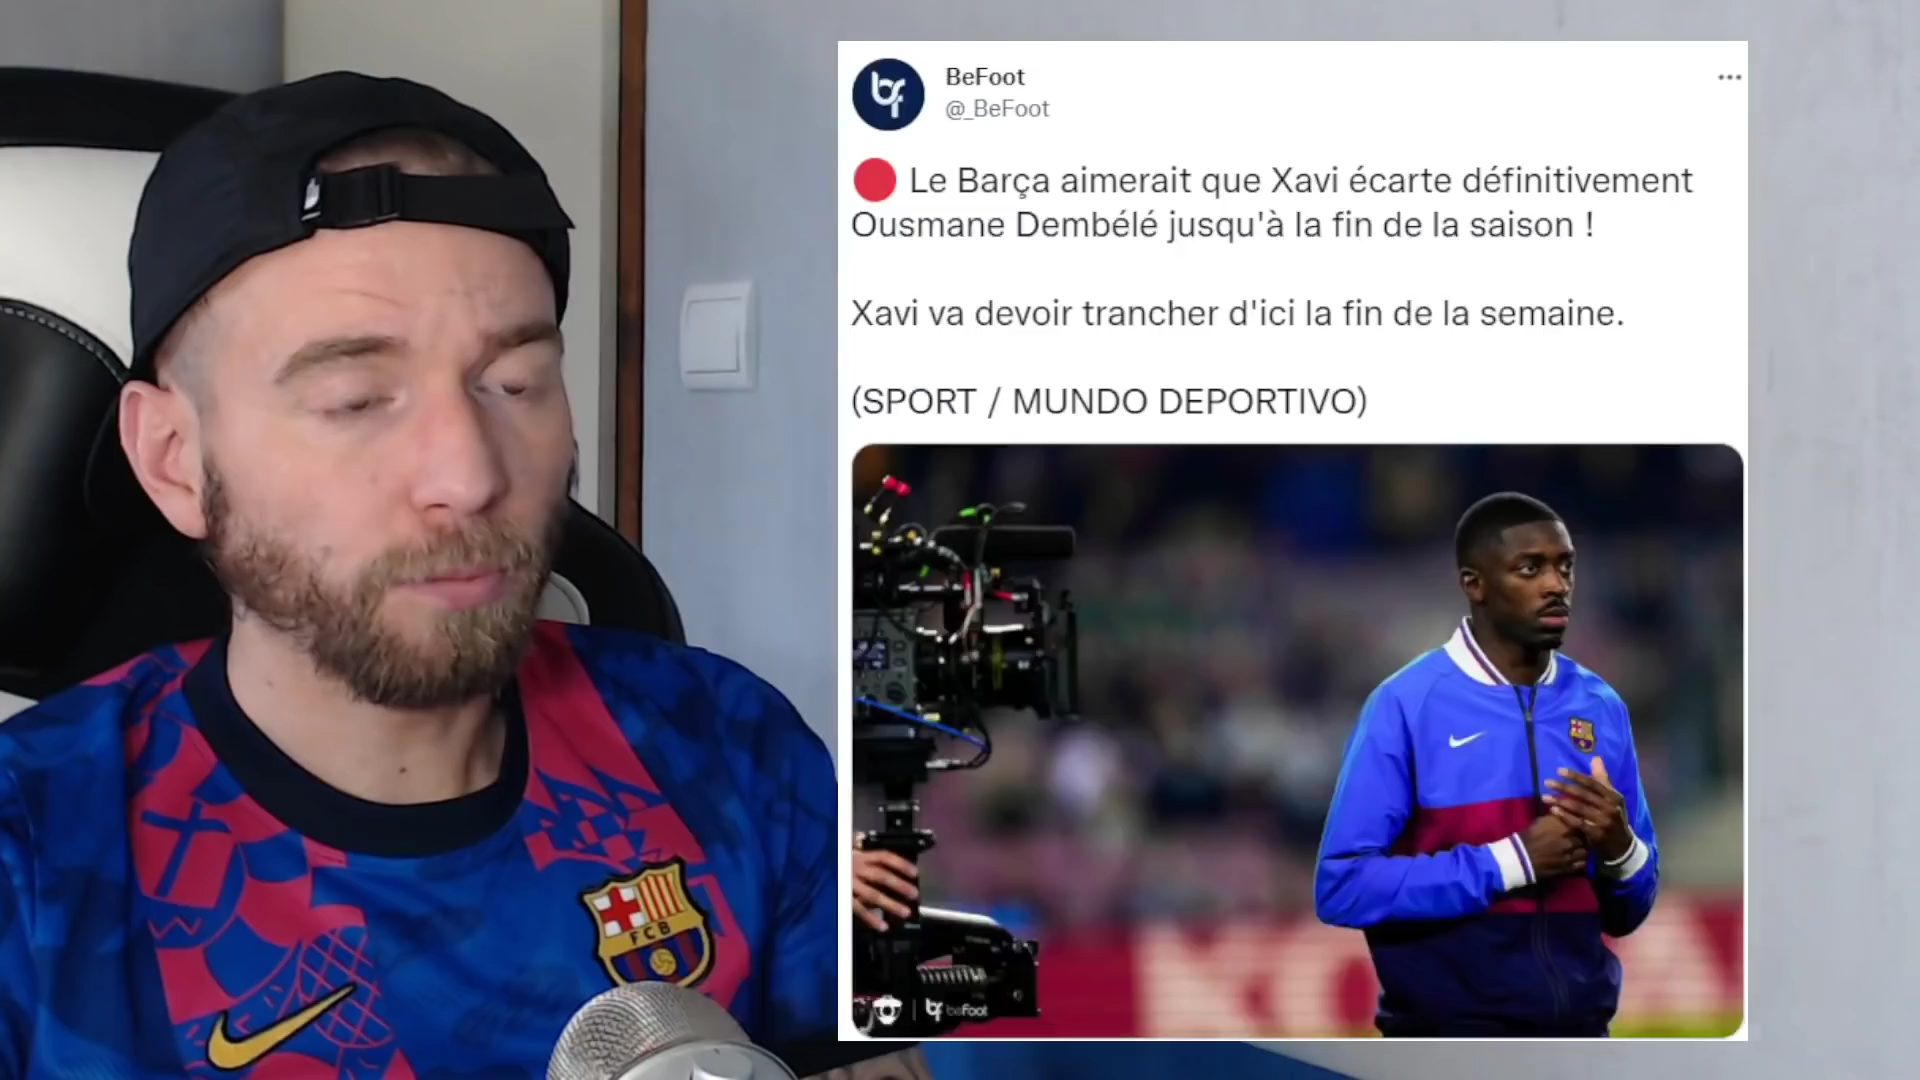 BeFoot
@_BeFoot
Le Barça aimerait que Xavi écarte définitivement
Ousmane Dembélé jusqu'à la fin de la saison !
Xavi va devoir trancher d'ici la fin de la semaine.
(SPORT / MUNDO DEPORTIVO)
FCB
befoot